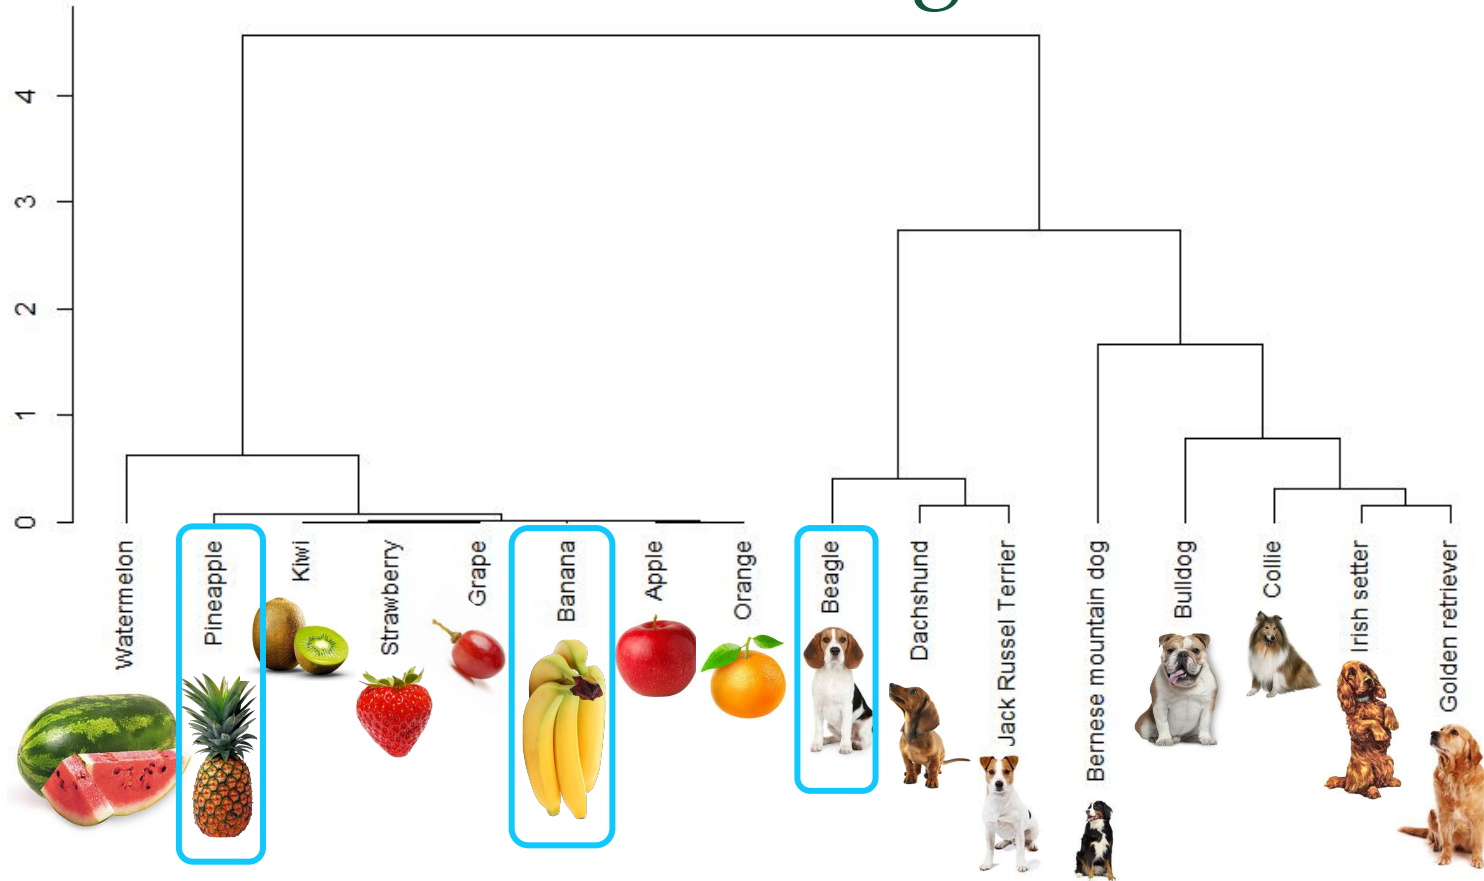 4
3
2
1
0
Watermelon
Pineapple
Kiwi
Strawberry
Grape
Banana
Apple
Orange
Beagle
Dachshund
Jack Russel Terrier
Bernese mountain dog
Bulldog
Collie
Irish setter
Golden retriever